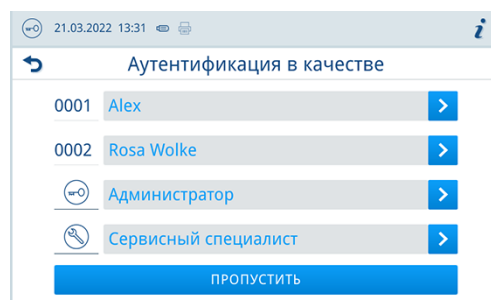 21.03.2022 13:31
Аутентификация в качестве
0001 Alex
0002 Rosa Wolke
Администратор
Сервисный специалист
ПРОПУСТИТЬ